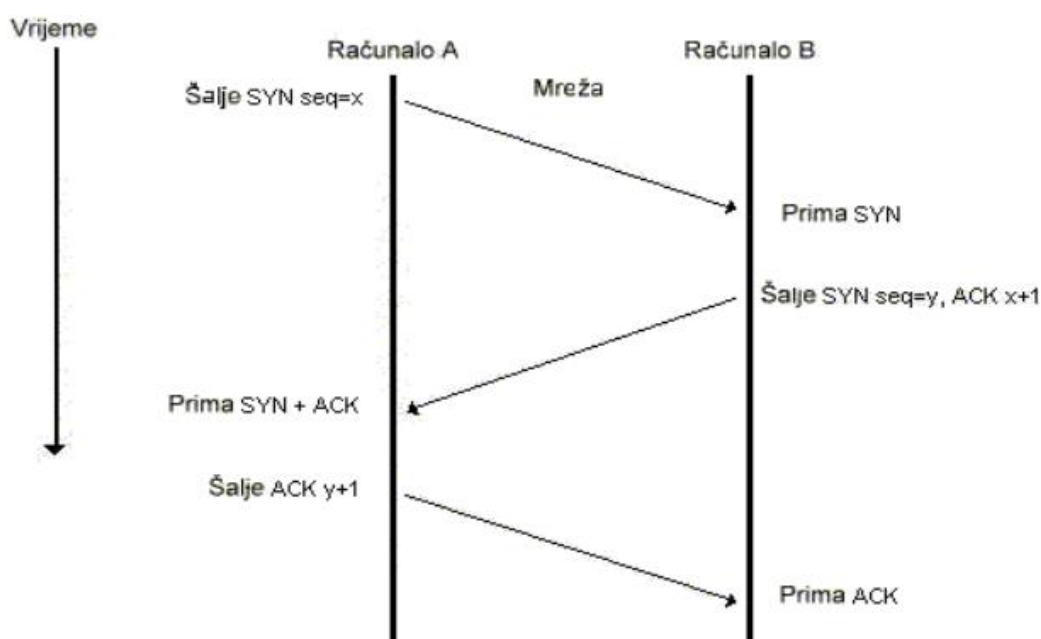 Vrijeme
Računalo A
Računalo B
Mreža
Šalje SYN seq=x
Prima SYN
Šalje SYN seq=y, ACK x+1
Prima SYN + ACK
Šalje ACK y+1
Prima ACK